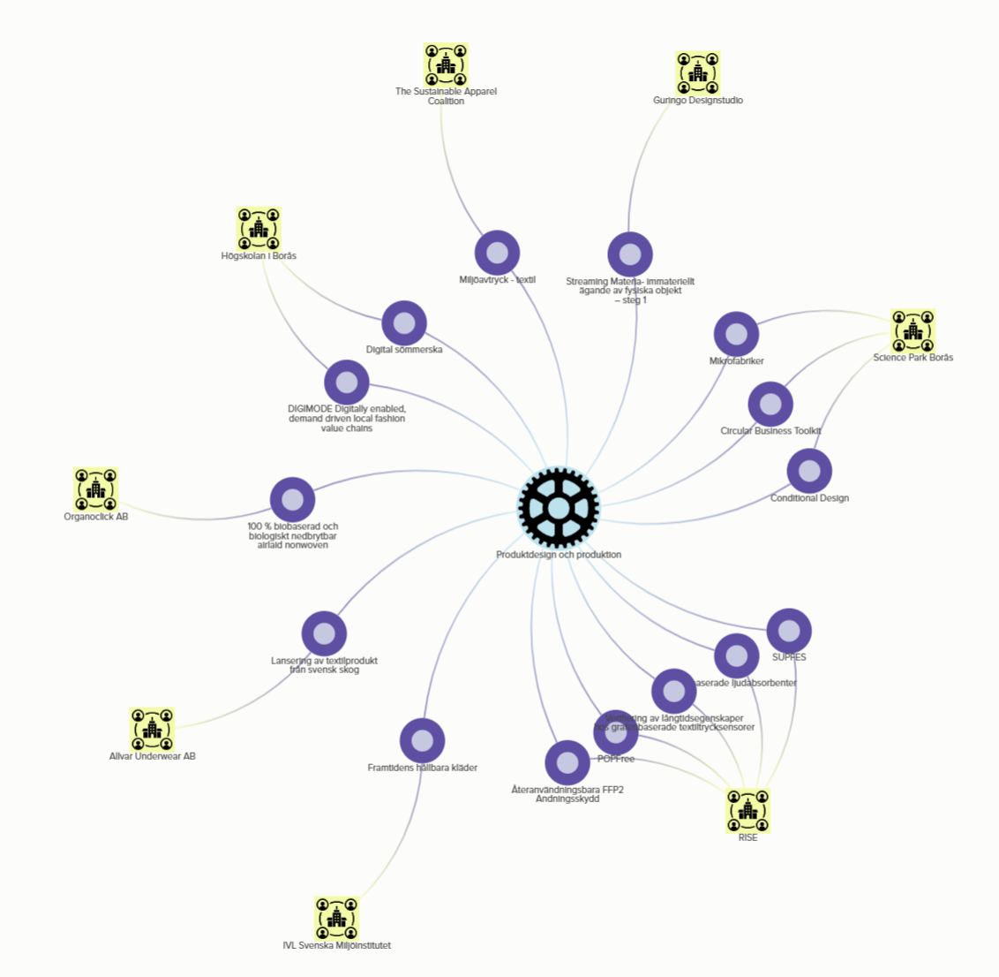 The Sustainable Apparel
Coalition
Guringo Designstudio
Högskolan i Borås
Miljöavtryck - textil
Streaming Materia- immateriellt
ägande av fysiska objekt
– steg 1
Digital sömmerska
Mikrofabriker
Science Park Borås
DIGIMODE Digitally enabled,
demand driven local fashion
value chains
Circular Business Toolkit
Conditional Design
Organoclick AB
100 % biobaserad och
biologiskt nedbrytbar
airlaid nonwoven
Produktdesign och produktion
Lansering av textilprodukt
från svensk skog
SUPFES
ljudabsorbenter
av långtidsegenskaper
textiltrycksensorer
Allvar Underwear AB
Framtidens hållbara kläder
POPFree
Återanvändningsbara FFP2
Andningsskydd
RISE
IVL Svenska Miljöinstitutet